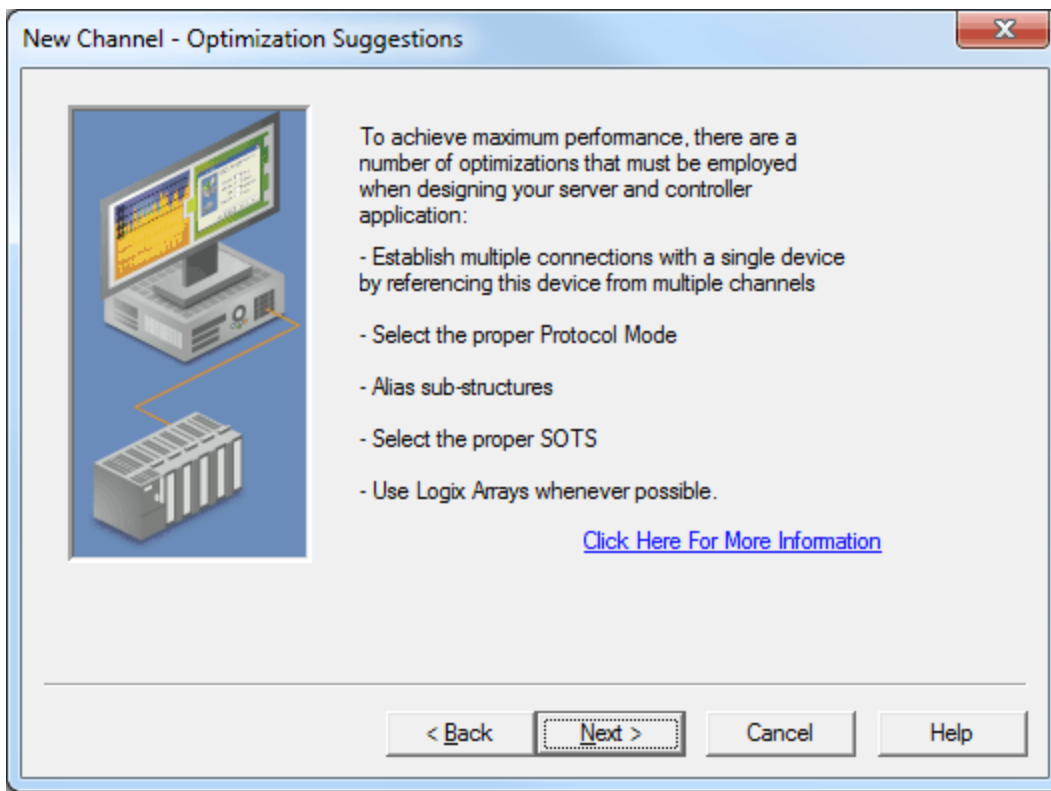 New Channel - Optimization Suggestions
To achieve maximum performance, there are a
number of optimizations that must be employed
when designing your server and controller
application:
- Establish multiple connections with a single device
by referencing this device from multiple channels
- Select the proper Protocol Mode
- Alias sub-structures
- Select the proper SOTS
- Use Logix Arrays whenever possible.
Click Here For More Information
< Back
Next >
Cancel
Help